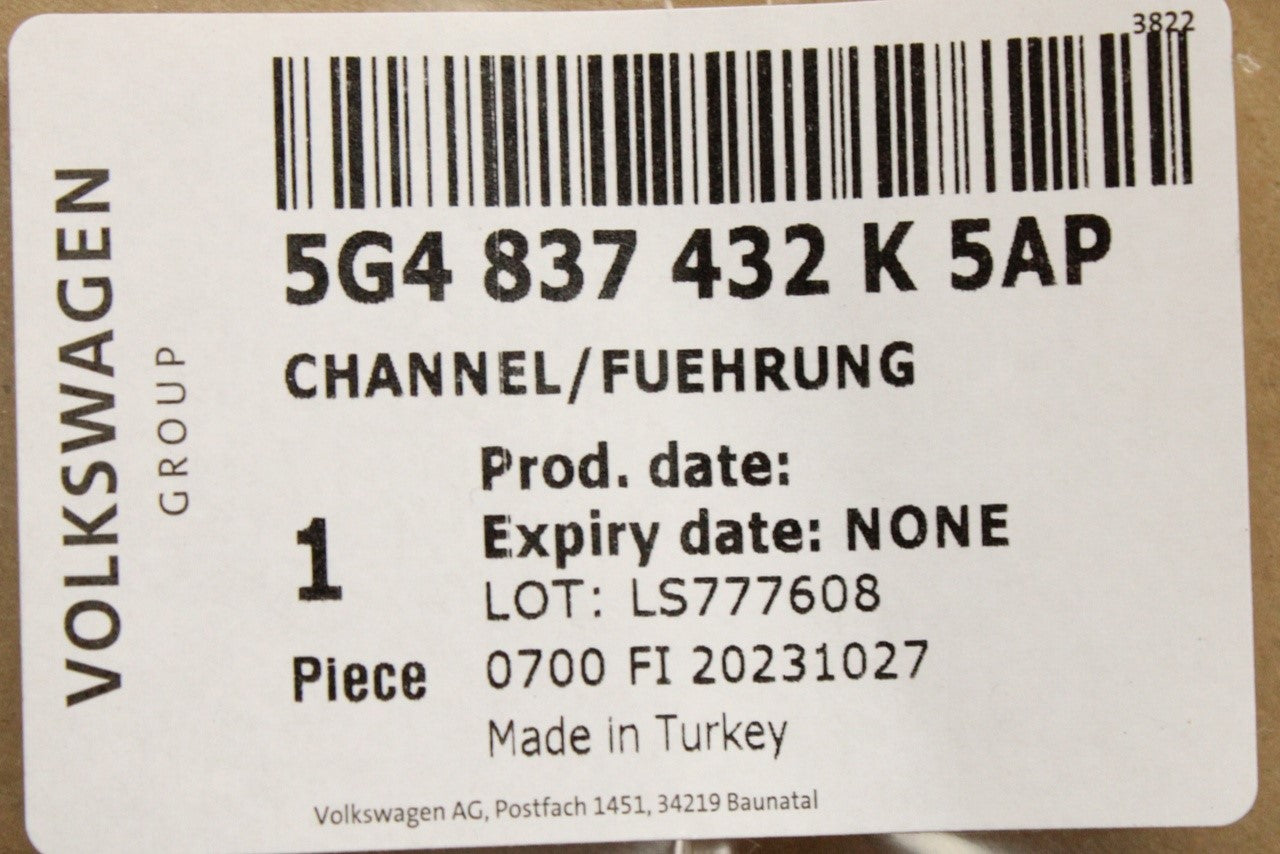 3822
5G4 837 432 K 5AP
CHANNEL/FUEHRUNG
Prod. date:
Expiry date: NONE
LOT: LS777608
0700 FI 20231027
Made in Turkey
1
Piece
VOLKSWAGEN
GROUP
Volkswagen AG, Postfach 1451, 34219 Baunatal